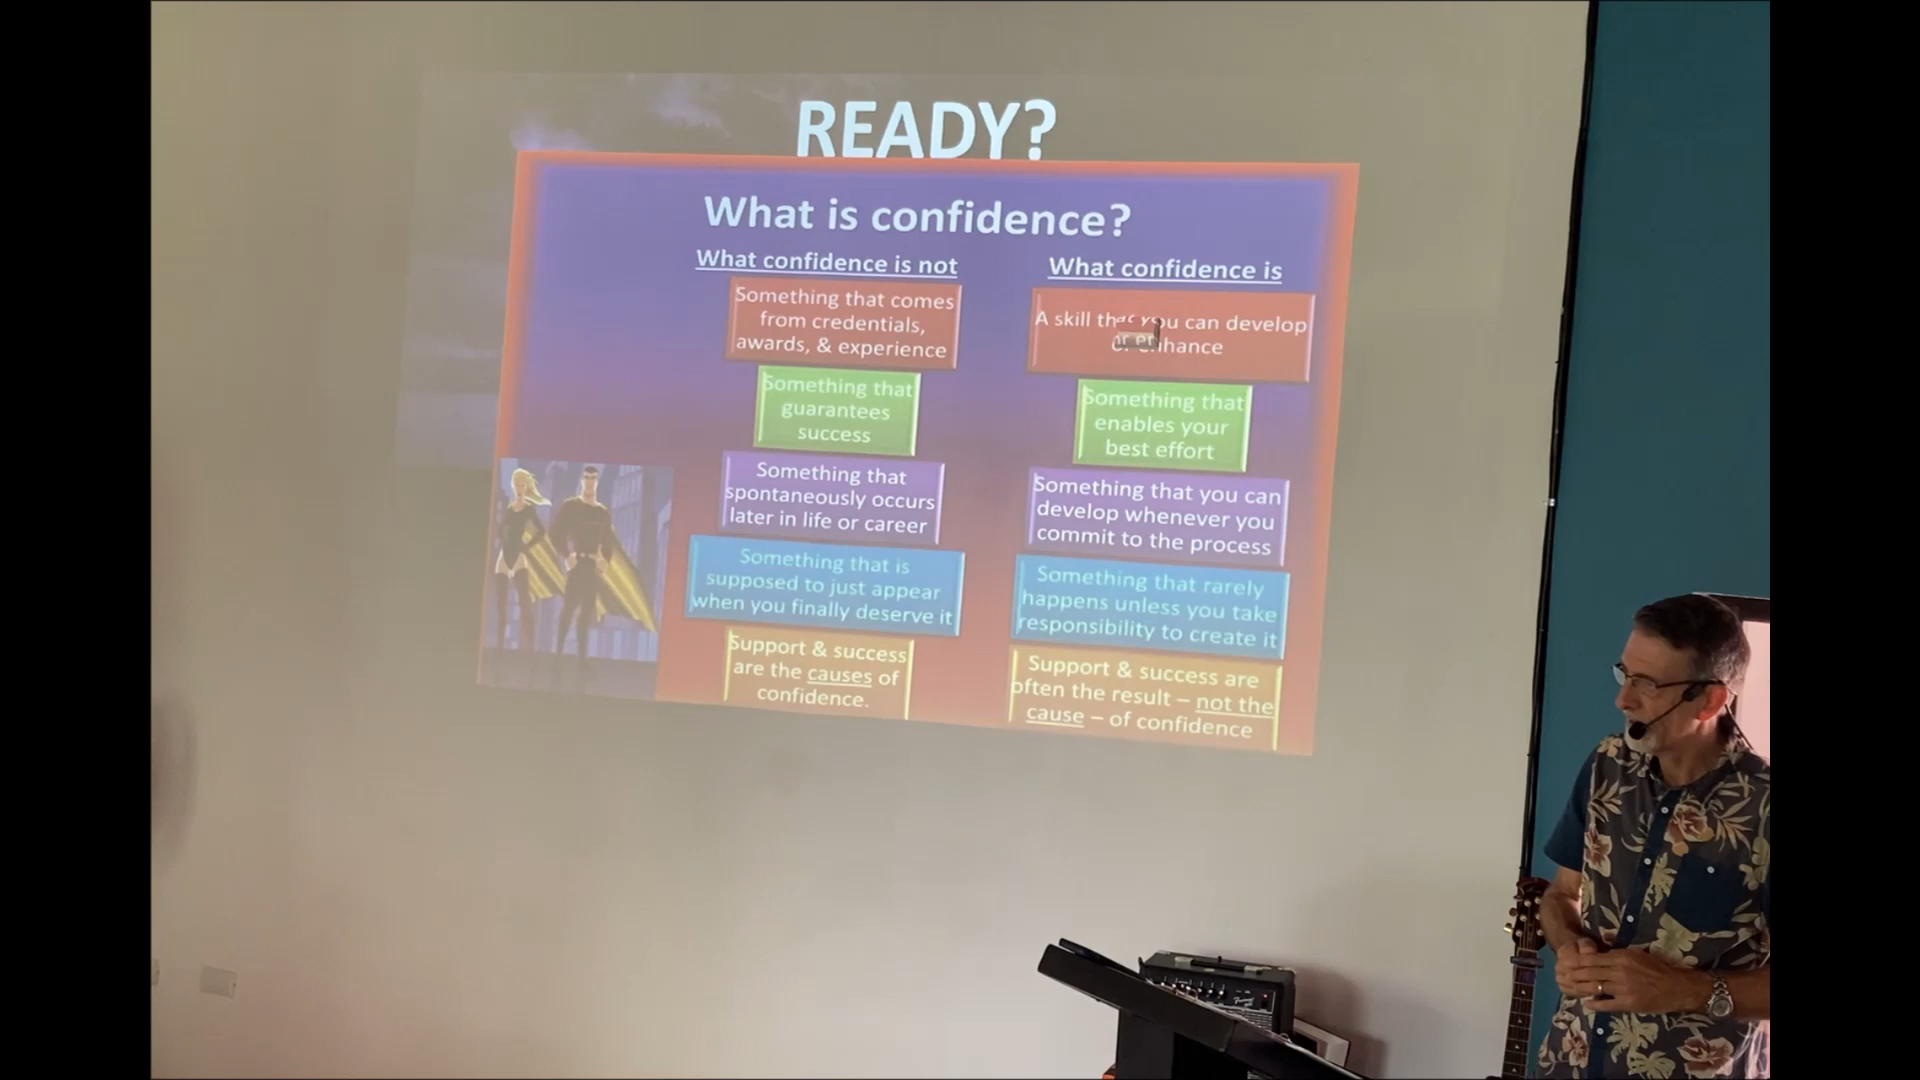 READY?
What is confidence?
What confidence is not
Something that comes
from credentials,
awards, & experience
Something that
guarantees
success
Something that
spontaneously occurs
later in life or career
Something that is
supposed to just appear
when you finally deserve it
Support & success
are the causes of
confidence.
What confidence is
A skill that you can develop
or enhance
Something that
enables your
best effort
Something that you can
develop whenever you
commit to the process
Something that rarely
happens unless you take
responsibility to create it
Support & success are
often the result – not the
cause – of confidence